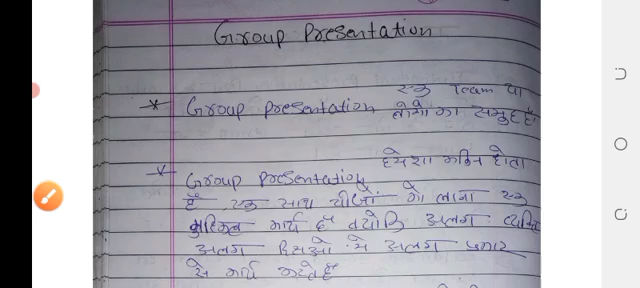 Group Presentation
* Group presentation एक Team या लोगो का समुह है।
* Group Presentation हमेशा कठिन होता
है एक साथ चीजों को लाना एक
मुश्किल कार्य है क्योकि अलग व्यक्ति
अलग दिशाओ मे अलग प्रकार
से कार्य करते है